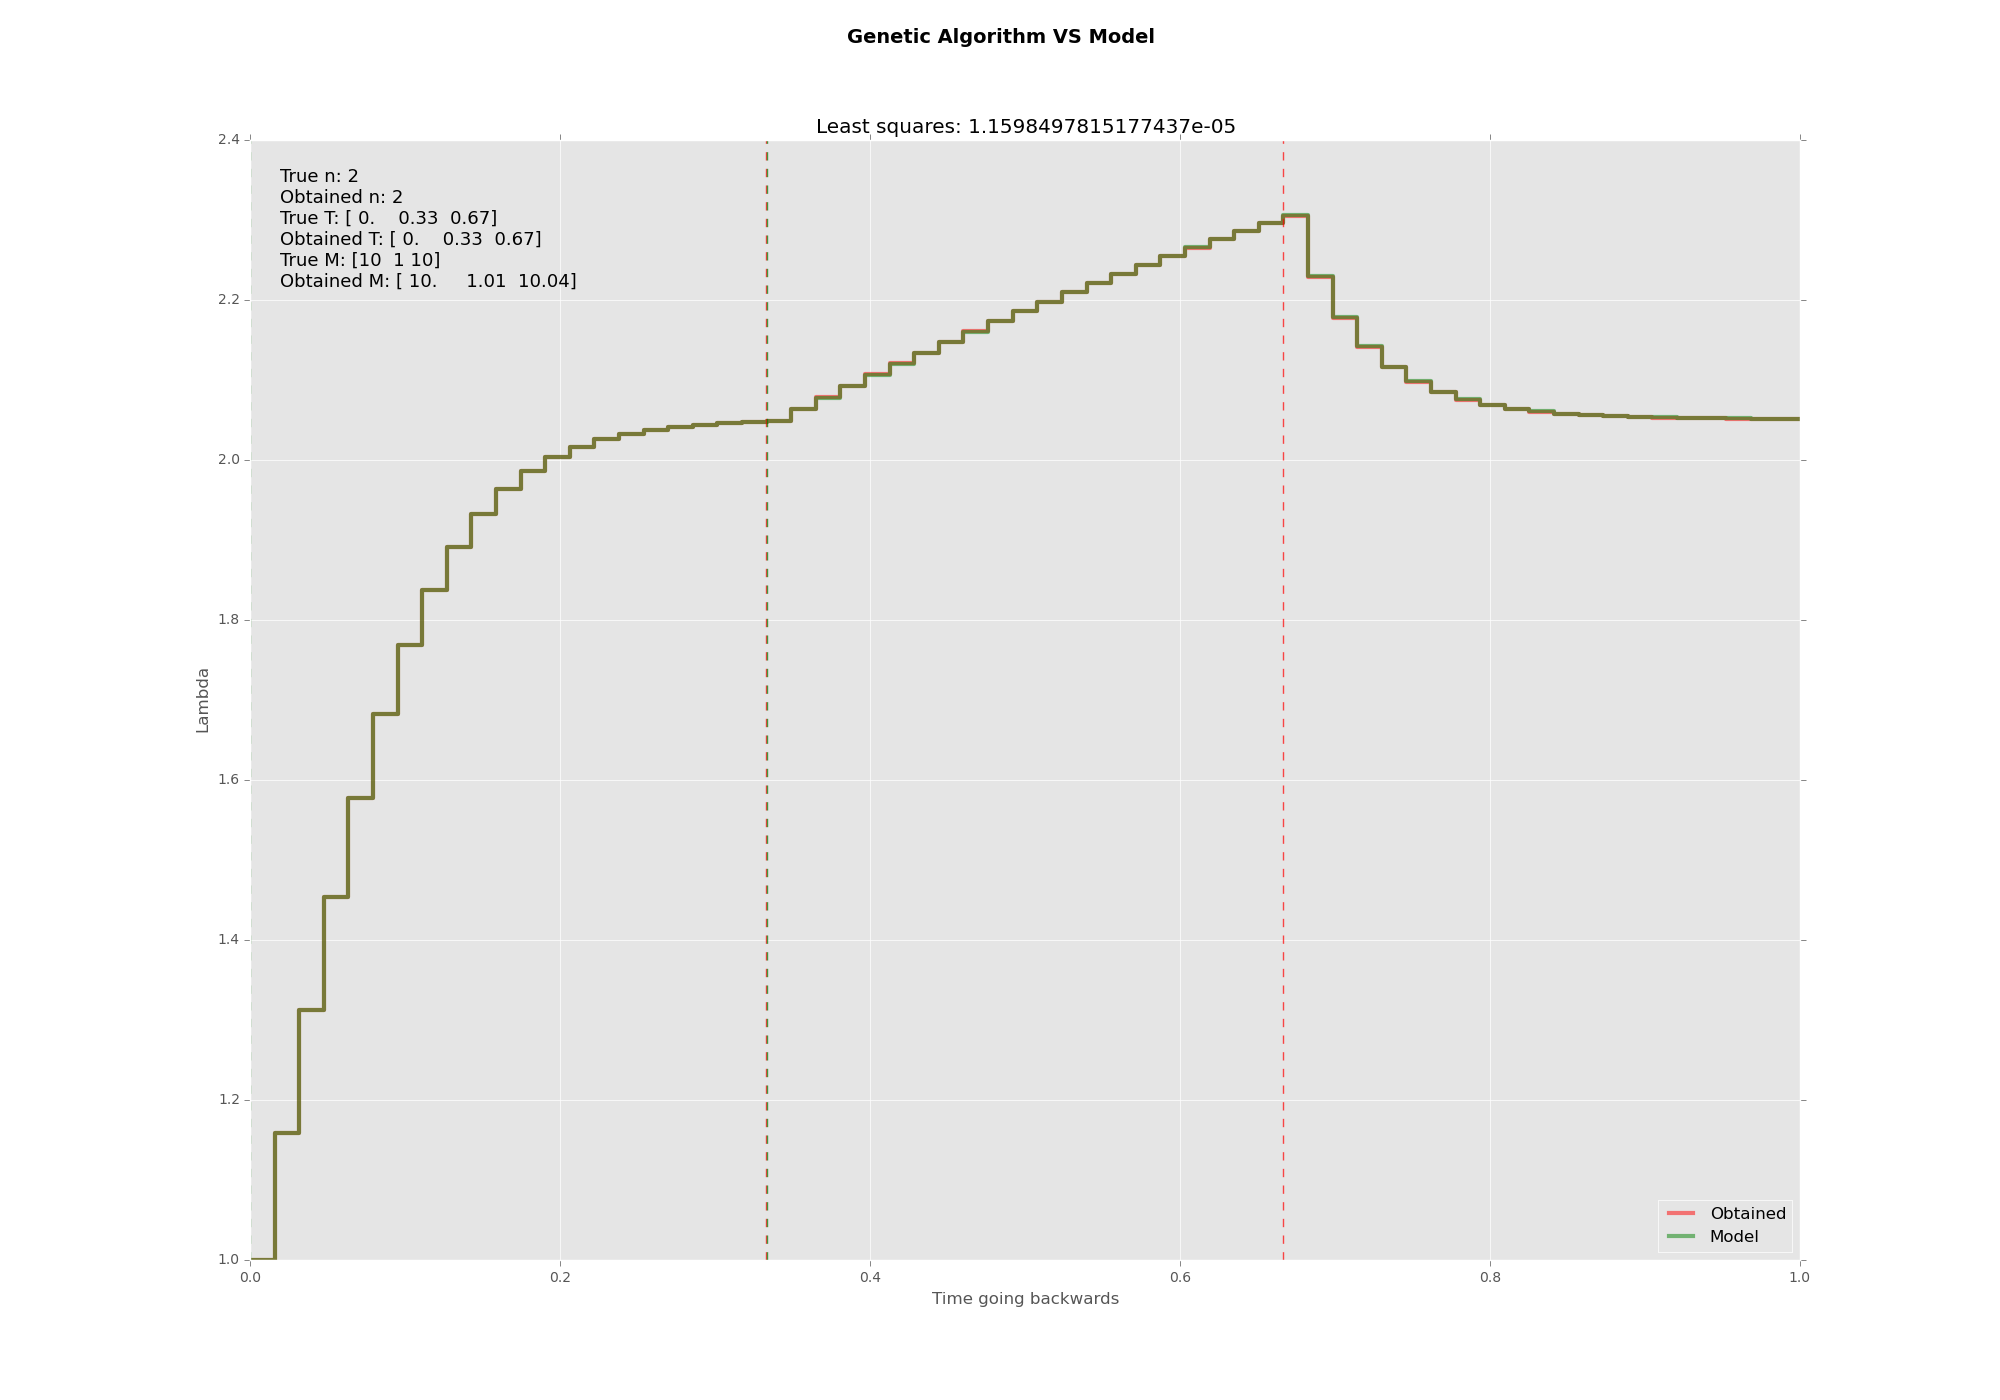 Genetic Algorithm VS Model
Least squares: 1.1598497815177437e-05
True n: 2
Obtained n: 2
True T: [ 0. 0.33 0.67]
Obtained T: [ 0. 0.33 0.67]
True M: [10 1 10]
Obtained M: [ 10. 1.01 10.04]
2.4
2.2
2.0
1.8
1.6
1.4
1.2
1.0
Lambda
0.0 0.2 0.4 0.6 0.8 1.0
Time going backwards
Obtained
Model